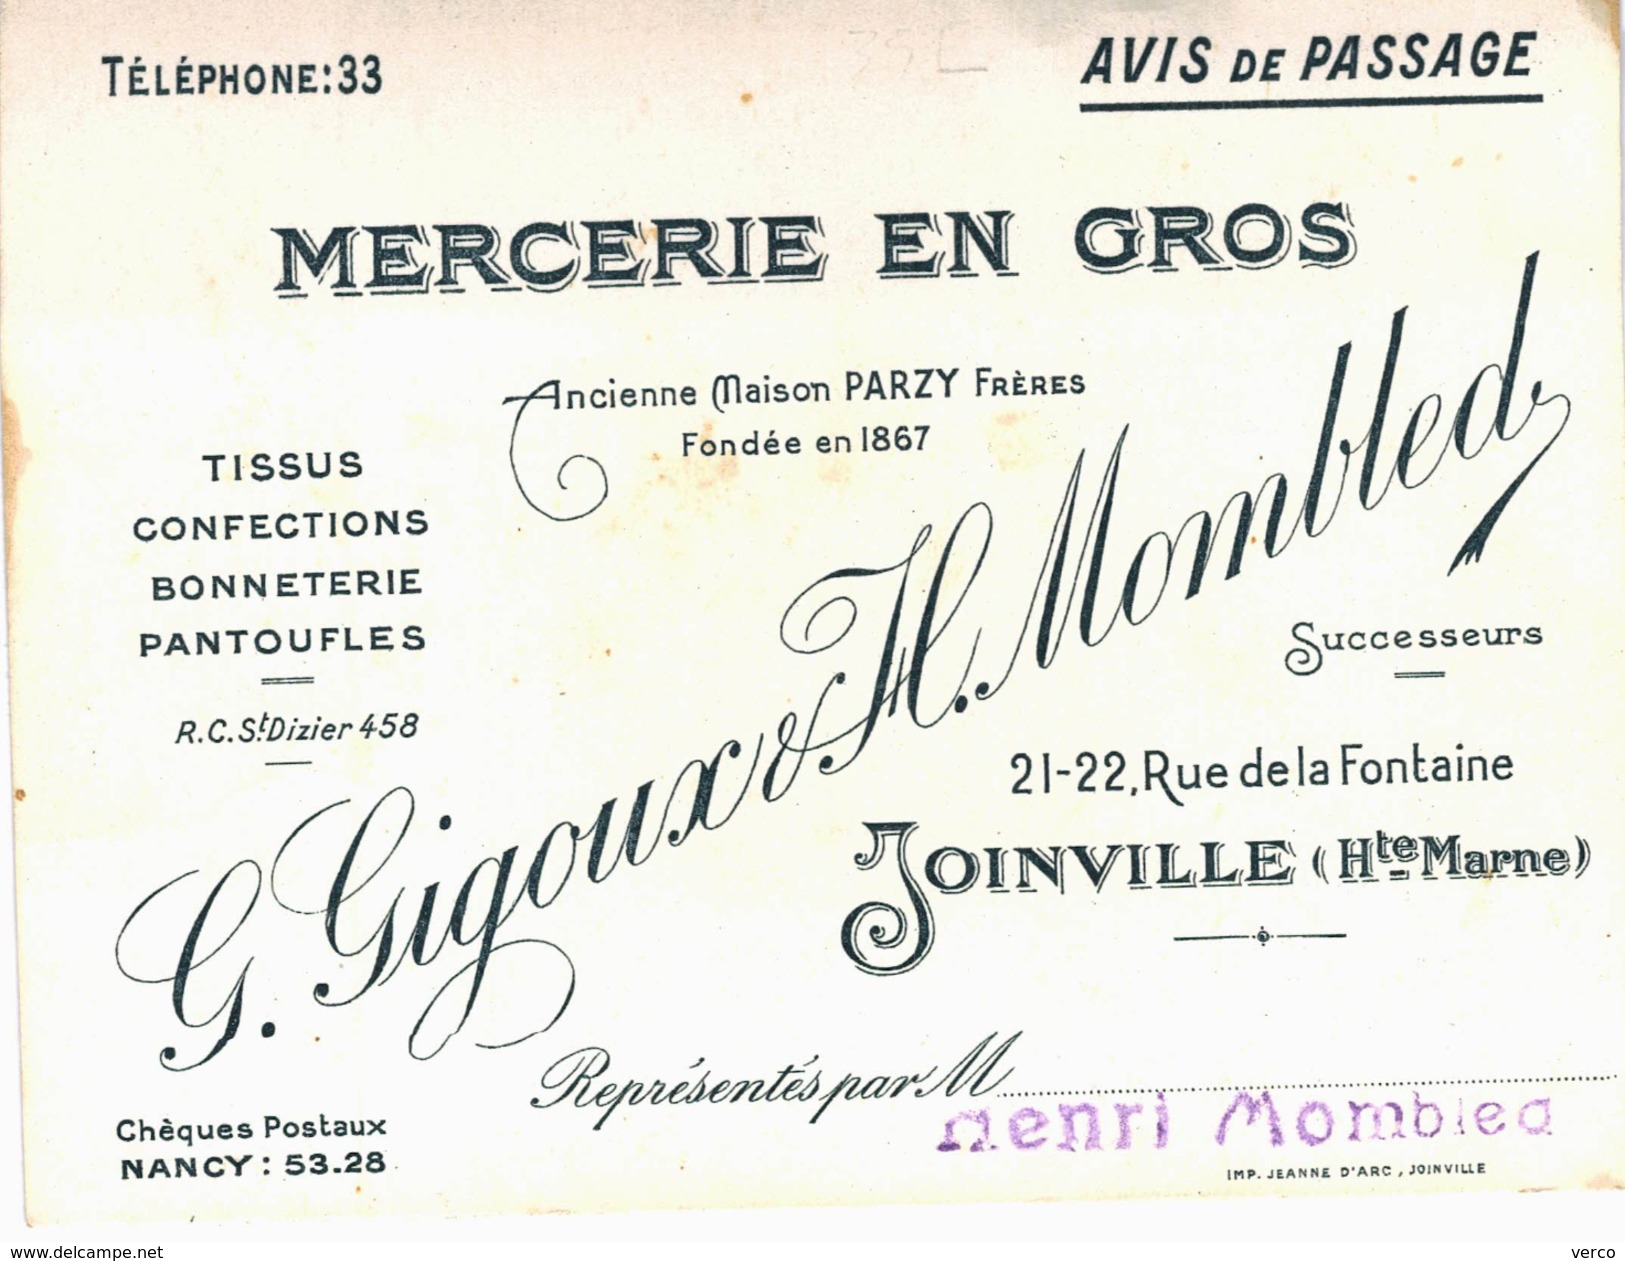 TÉLÉPHONE:33
AVIS DE PASSAGE
MERCERIE EN GROS
Ancienne Maison PARZY FRÈRES
Fondée en 1867
TISSUS
CONFECTIONS
BONNETERIE
PANTOUFLES
R.C. St Dizier 458
G. Gigoux & H. Mombled
Successeurs
21-22, Rue de la Fontaine
JOINVILLE (Hte Marne)
Représentés par M
Henri Mombled
Chèques Postaux
NANCY: 53.28
IMP. JEANNE D'ARC, JOINVILLE
www.delcampe.net
verco